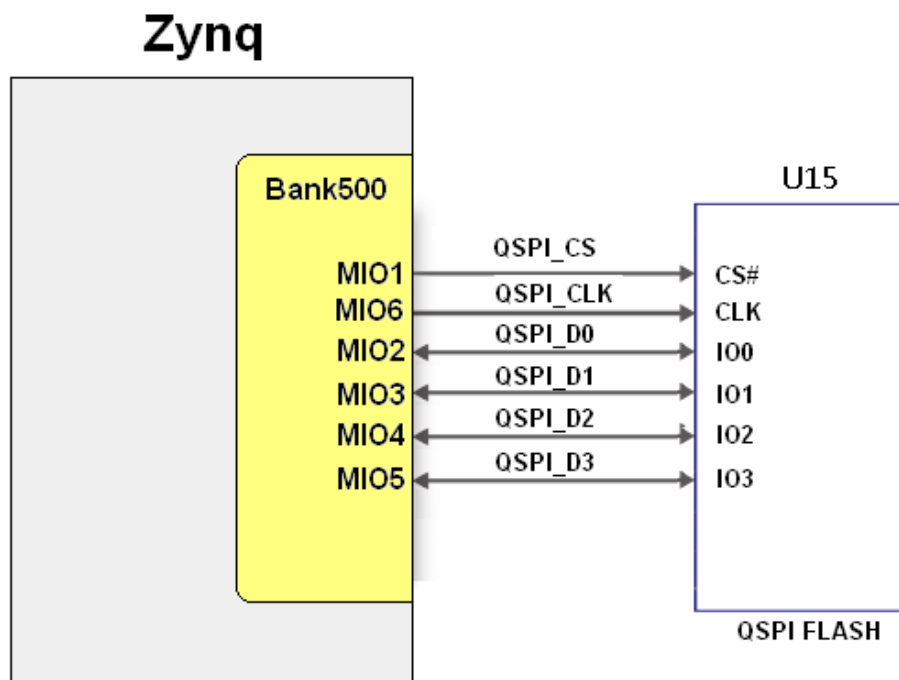 Zynq
Bank500
U15
MIO1 QSPI_CS CS#
MIO6 QSPI_CLK CLK
MIO2 QSPI_D0 IO0
MIO3 QSPI_D1 IO1
MIO4 QSPI_D2 IO2
MIO5 QSPI_D3 IO3
QSPI FLASH